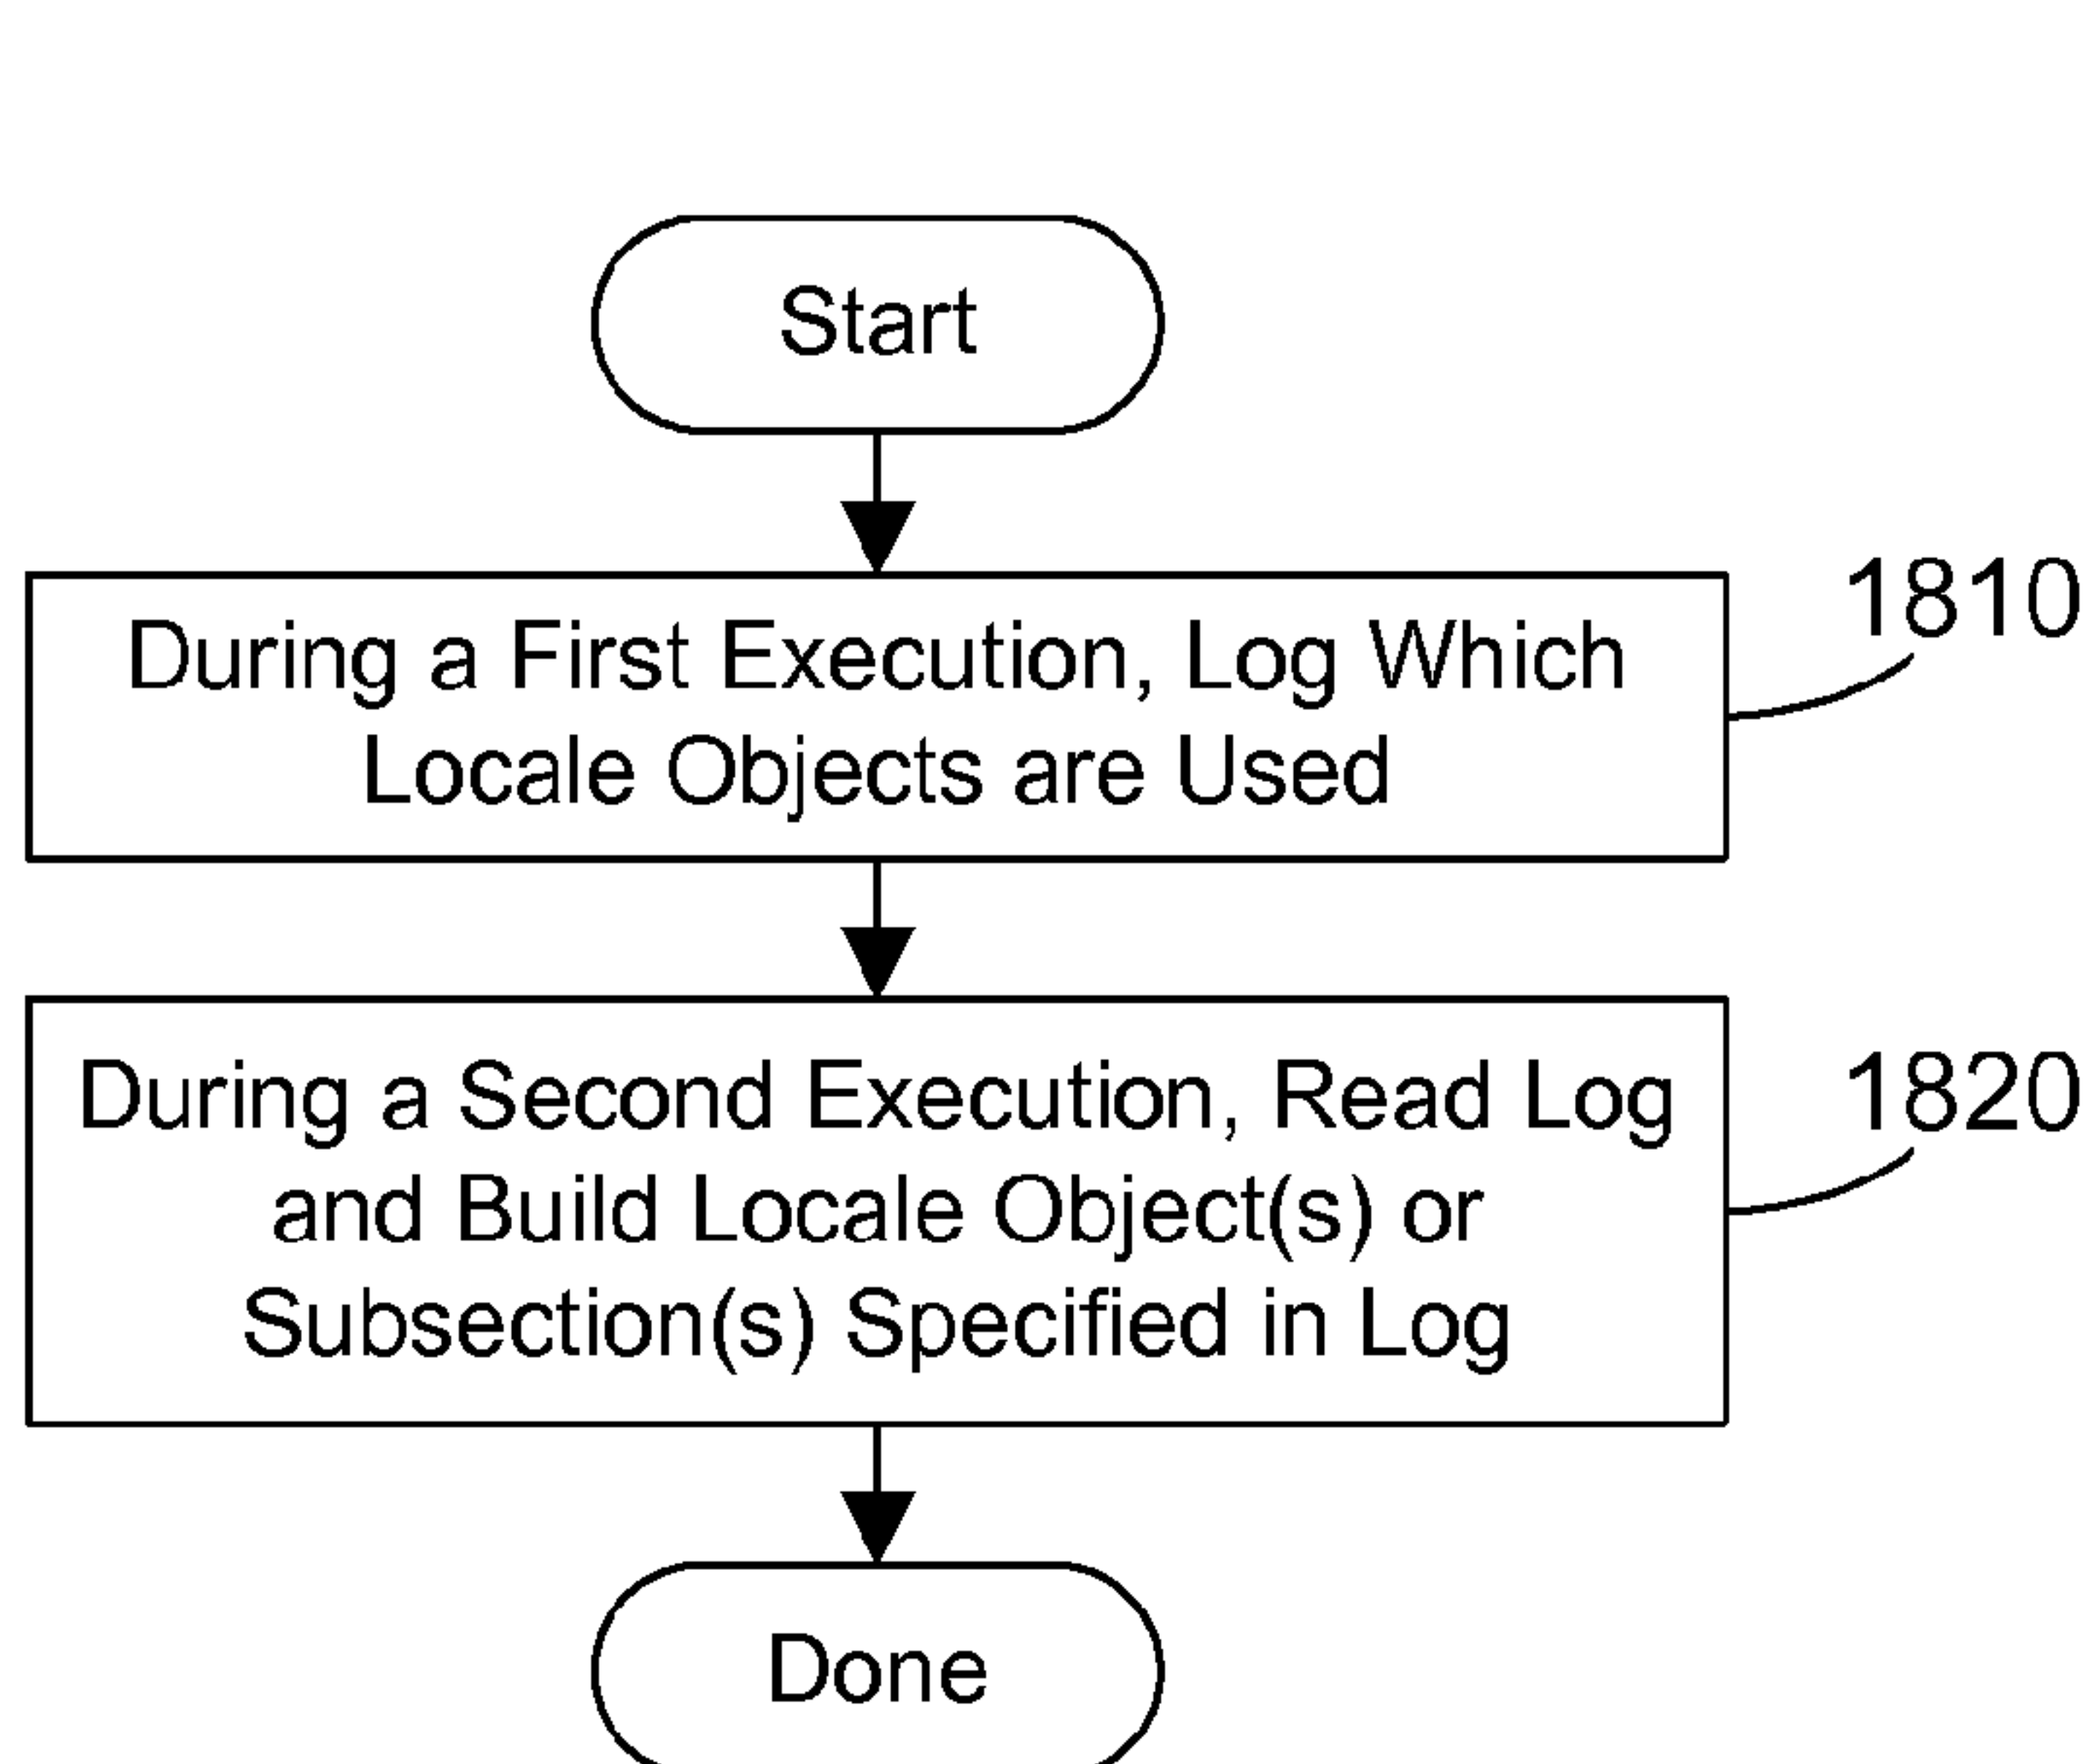 Start
1810
During a First Execution, Log Which
Locale Objects are Used
1820
During a Second Execution, Read Log
and Build Locale Object(s) or
Subsection(s) Specified in Log
Done